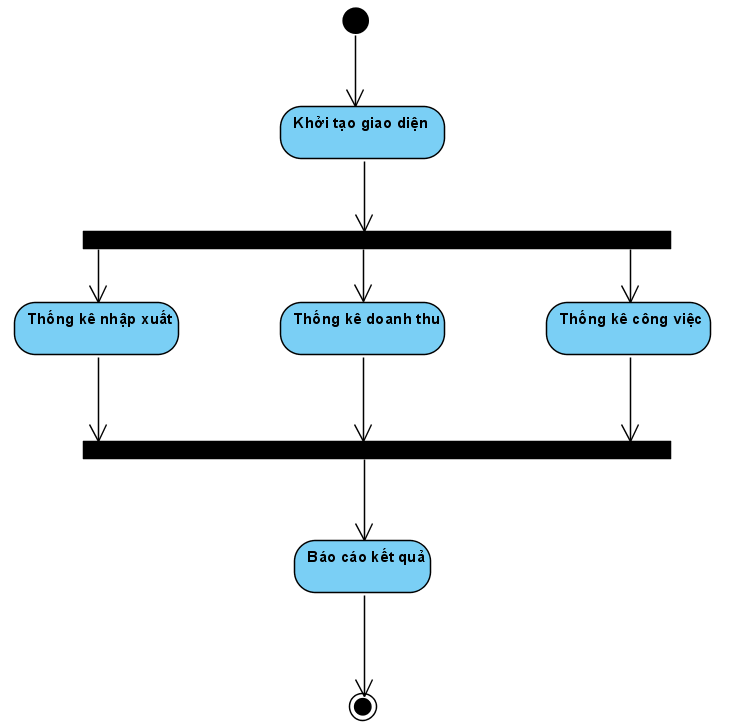 Khởi tạo giao diện
Thống kê nhập xuất
Thống kê doanh thu
Thống kê công việc
Báo cáo kết quả